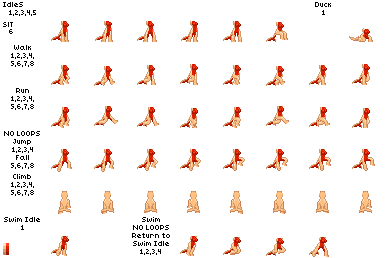 IdleS
1,2,3,4,5
Duck
1
SIT
6
Walk
1,2,3,4,
5,6,7,8
Run
1,2,3,4,
5,6,7,8
NO LOOPS
Jump
1,2,3,4
Fall
5,6,7,8
Climb
1,2,3,4,
5,6,7,8
Swim Idle
1
Swim
NO LOOPS
Return to
Swim Idle
1,2,3,4